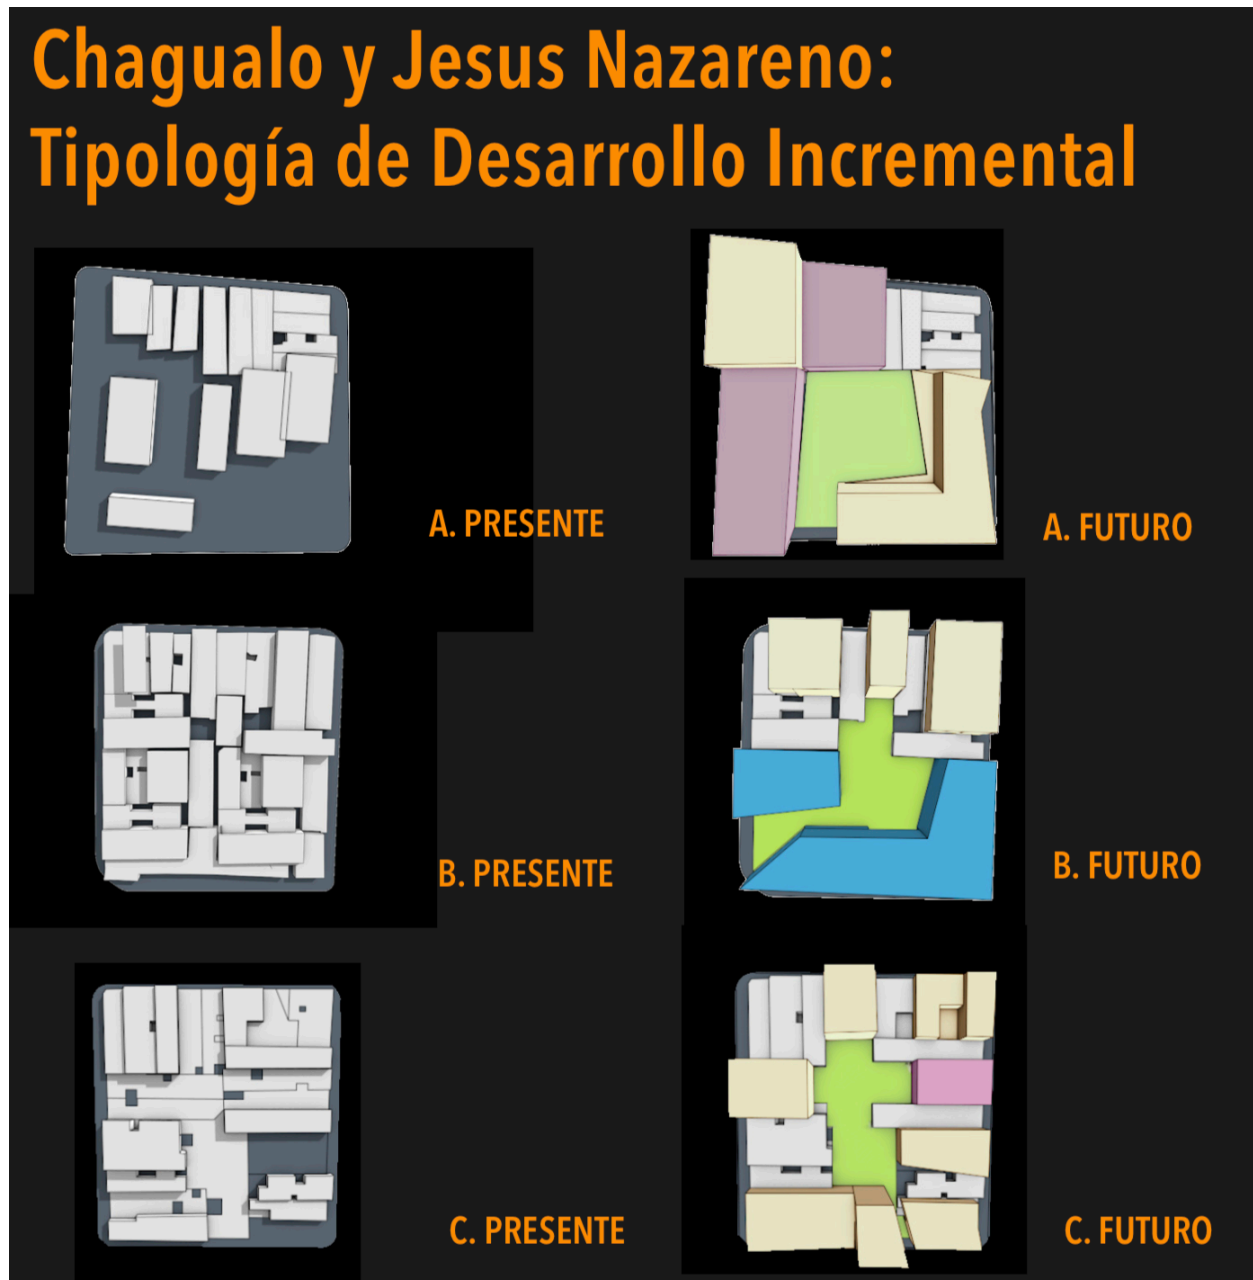 Chagualo y Jesus Nazareno:
Tipología de Desarrollo Incremental
A. PRESENTE
A. FUTURO
B. PRESENTE
B. FUTURO
C. PRESENTE
C. FUTURO